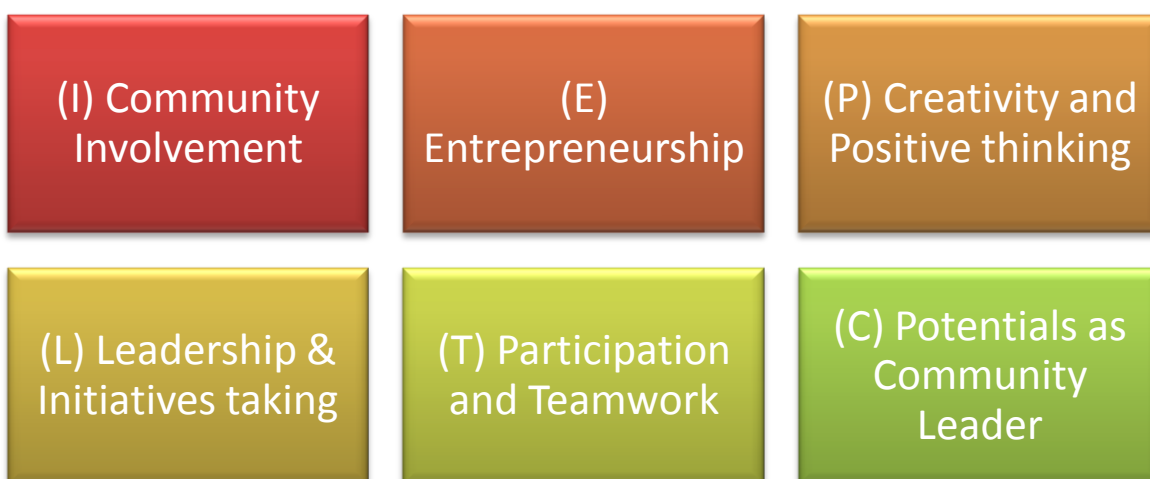 (I) Community
Involvement
(E)
Entrepreneurship
(P) Creativity and
Positive thinking
(L) Leadership &
Initiatives taking
(T) Participation
and Teamwork
(C) Potentials as
Community
Leader